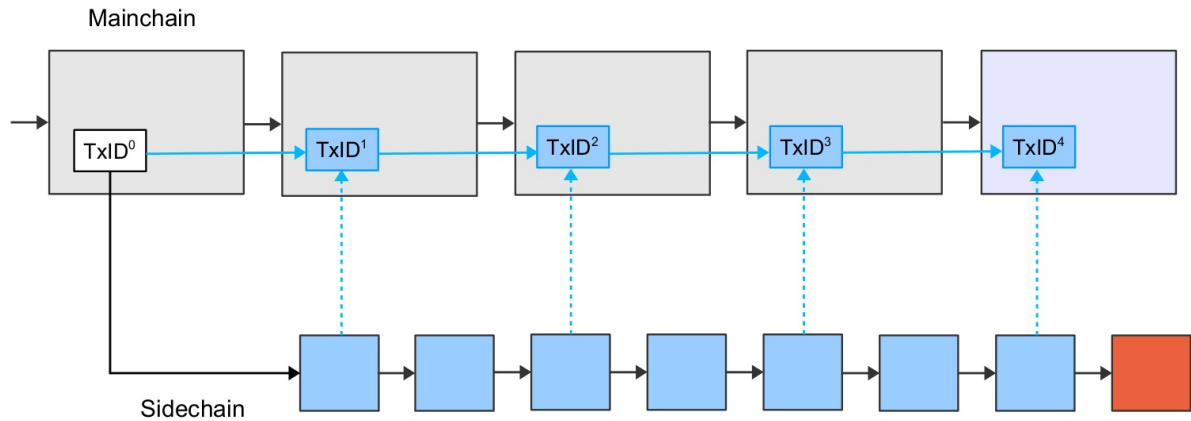 Mainchain
TxID⁰
TxID¹
TxID²
TxID³
TxID⁴
Sidechain